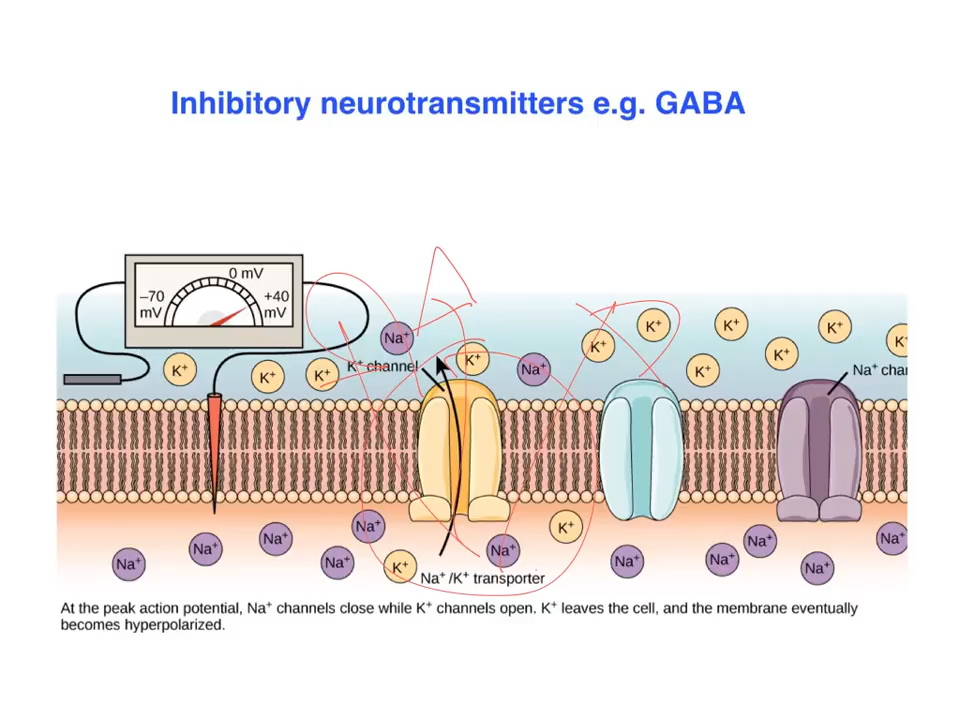 Inhibitory neurotransmitters e.g. GABA
0 mV
–70 mV
+40 mV
Na⁺
K⁺
K⁺
K⁺
K⁺
K⁺
K⁺
K⁺
K⁺ channel
K⁺
Na⁺
K⁺
K⁺
K⁺
K⁺
Na⁺ chan
Na⁺
Na⁺
Na⁺
Na⁺
Na⁺
K⁺
Na⁺
K⁺
Na⁺
Na⁺
Na⁺
Na⁺
Na⁺
Na⁺ /K⁺ transporter
At the peak action potential, Na⁺ channels close while K⁺ channels open. K⁺ leaves the cell, and the membrane eventually
becomes hyperpolarized.